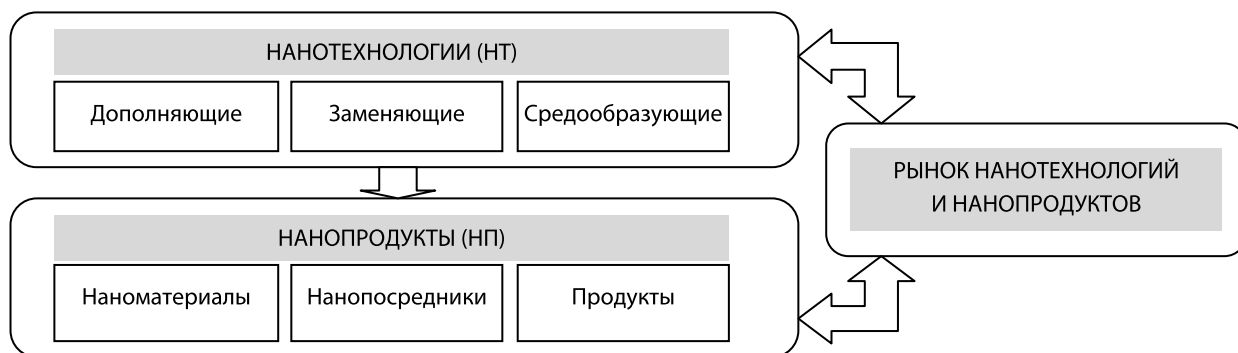 НАНОТЕХНОЛОГИИ (НТ)
Дополняющие
Заменяющие
Средообразующие
РЫНОК НАНОТЕХНОЛОГИЙ
И НАНОПРОДУКТОВ
НАНОПРОДУКТЫ (НП)
Наноматериалы
Нанопосредники
Продукты